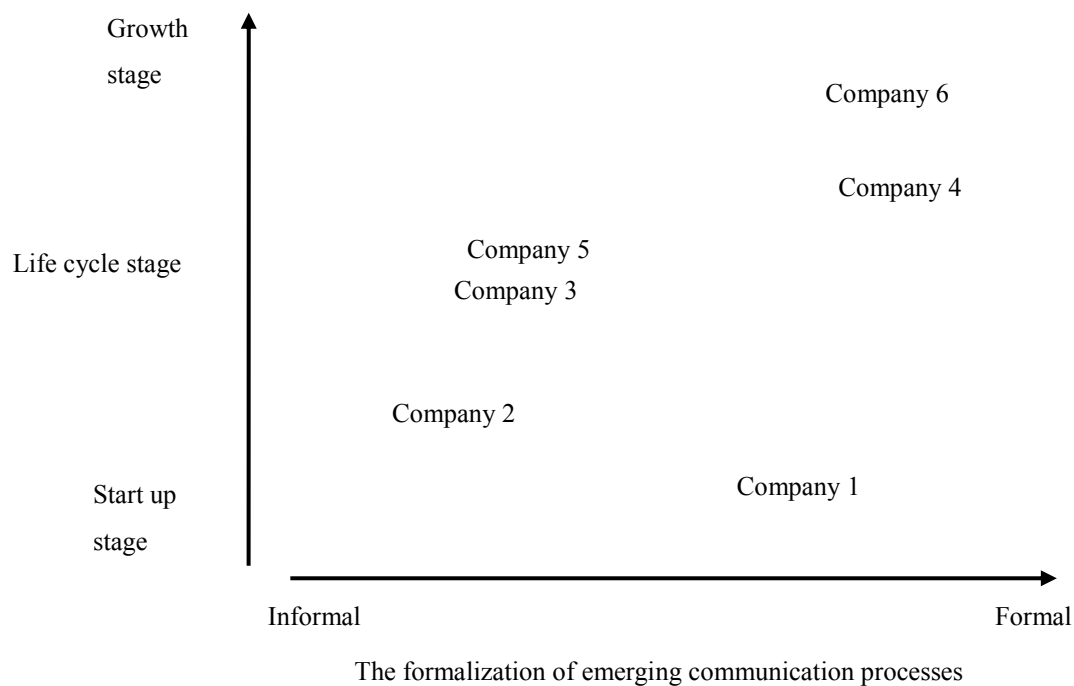 Growth
stage
Company 6
Company 4
Company 5
Life cycle stage
Company 3
Company 2
Company 1
Start up
stage
Informal
Formal
The formalization of emerging communication processes